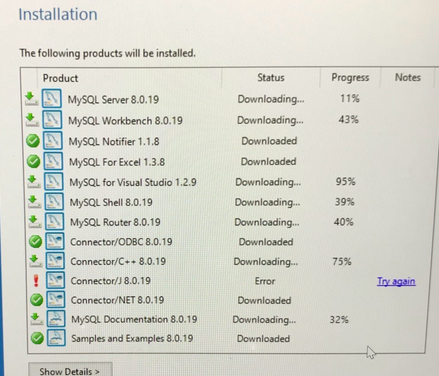 Installation
The following products will be installed.
Product Status Progress Notes
MySQL Server 8.0.19 Downloading... 11%
MySQL Workbench 8.0.19 Downloading... 43%
MySQL Notifier 1.1.8 Downloaded
MySQL For Excel 1.3.8 Downloaded
MySQL for Visual Studio 1.2.9 Downloading... 95%
MySQL Shell 8.0.19 Downloading... 39%
MySQL Router 8.0.19 Downloading... 40%
Connector/ODBC 8.0.19 Downloaded
Connector/C++ 8.0.19 Downloading... 75%
Connector/J 8.0.19 Error Try again
Connector/NET 8.0.19 Downloaded
MySQL Documentation 8.0.19 Downloading... 32%
Samples and Examples 8.0.19 Downloaded
Show Details >